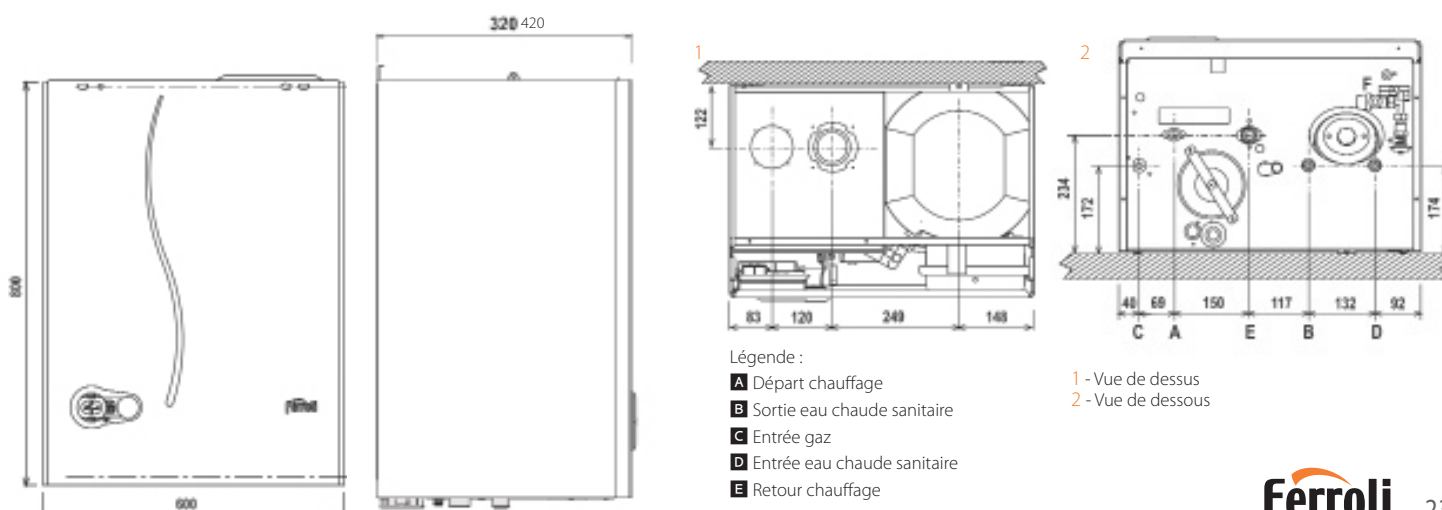 320 420
800
600
ferroli
1
122
83 120 249 148
2
234
172
174
40 69 150 117 132 92
C A E B D
Légende :
A Départ chauffage
B Sortie eau chaude sanitaire
C Entrée gaz
D Entrée eau chaude sanitaire
E Retour chauffage
1 - Vue de dessus
2 - Vue de dessous
Ferroli